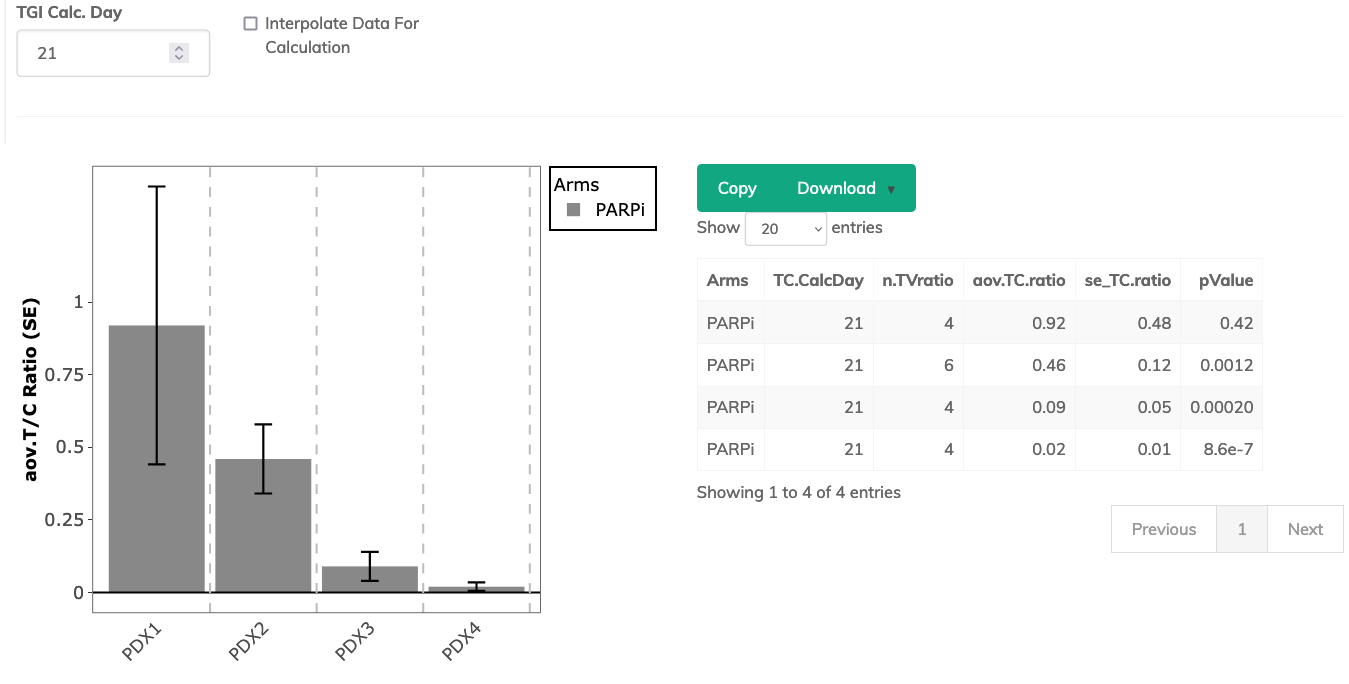 TGI Calc. Day
21
Interpolate Data For
Calculation
aov.T/C Ratio (SE)
1
0.75
0.5
0.25
0
PDX1
PDX2
PDX3
PDX4
Arms
PARPi
Copy Download ▼
Show 20 entries
Arms TC.CalcDay n.TVratio aov.TC.ratio se_TC.ratio pValue
PARPi 21 4 0.92 0.48 0.42
PARPi 21 6 0.46 0.12 0.0012
PARPi 21 4 0.09 0.05 0.00020
PARPi 21 4 0.02 0.01 8.6e-7
Showing 1 to 4 of 4 entries
Previous 1 Next